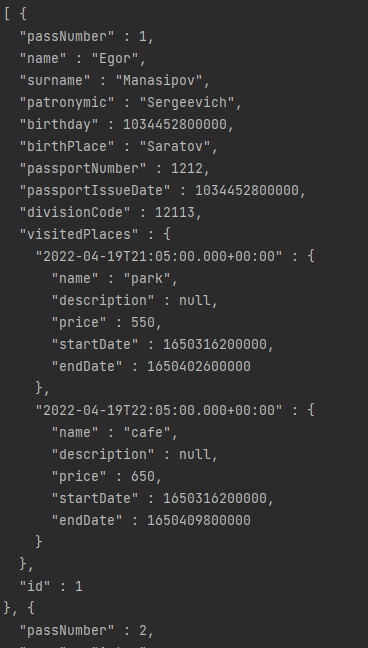 [ {
  "passNumber" : 1,
  "name" : "Egor",
  "surname" : "Manasipov",
  "patronymic" : "Sergeevich",
  "birthday" : 1034452800000,
  "birthPlace" : "Saratov",
  "passportNumber" : 1212,
  "passportIssueDate" : 1034452800000,
  "divisionCode" : 12113,
  "visitedPlaces" : {
    "2022-04-19T21:05:00.000+00:00" : {
      "name" : "park",
      "description" : null,
      "price" : 550,
      "startDate" : 1650316200000,
      "endDate" : 1650402600000
    },
    "2022-04-19T22:05:00.000+00:00" : {
      "name" : "cafe",
      "description" : null,
      "price" : 650,
      "startDate" : 1650316200000,
      "endDate" : 1650409800000
    }
  },
  "id" : 1
}, {
  "passNumber" : 2,